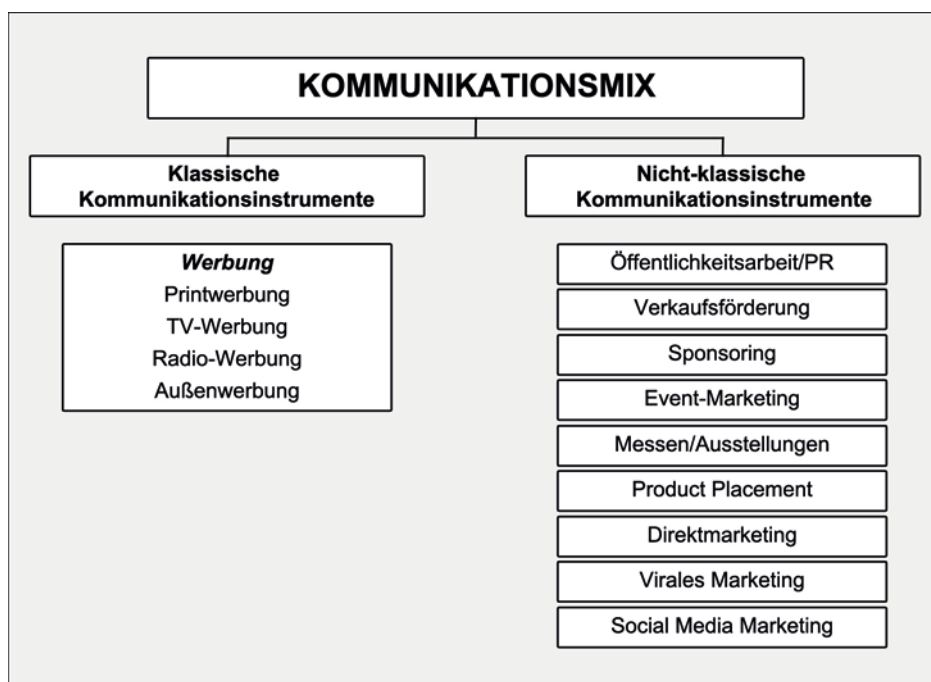 KOMMUNIKATIONSMIX
Klassische
Kommunikationsinstrumente
Werbung
Printwerbung
TV-Werbung
Radio-Werbung
Außenwerbung
Nicht-klassische
Kommunikationsinstrumente
Öffentlichkeitsarbeit/PR
Verkaufsförderung
Sponsoring
Event-Marketing
Messen/Ausstellungen
Product Placement
Direktmarketing
Virales Marketing
Social Media Marketing